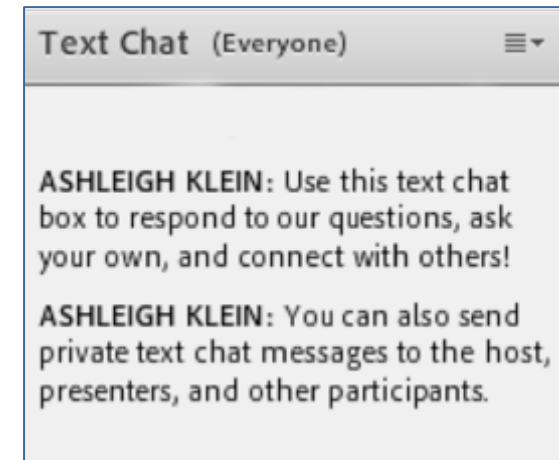 Text Chat (Everyone)
ASHLEIGH KLEIN: Use this text chat
box to respond to our questions, ask
your own, and connect with others!
ASHLEIGH KLEIN: You can also send
private text chat messages to the host,
presenters, and other participants.